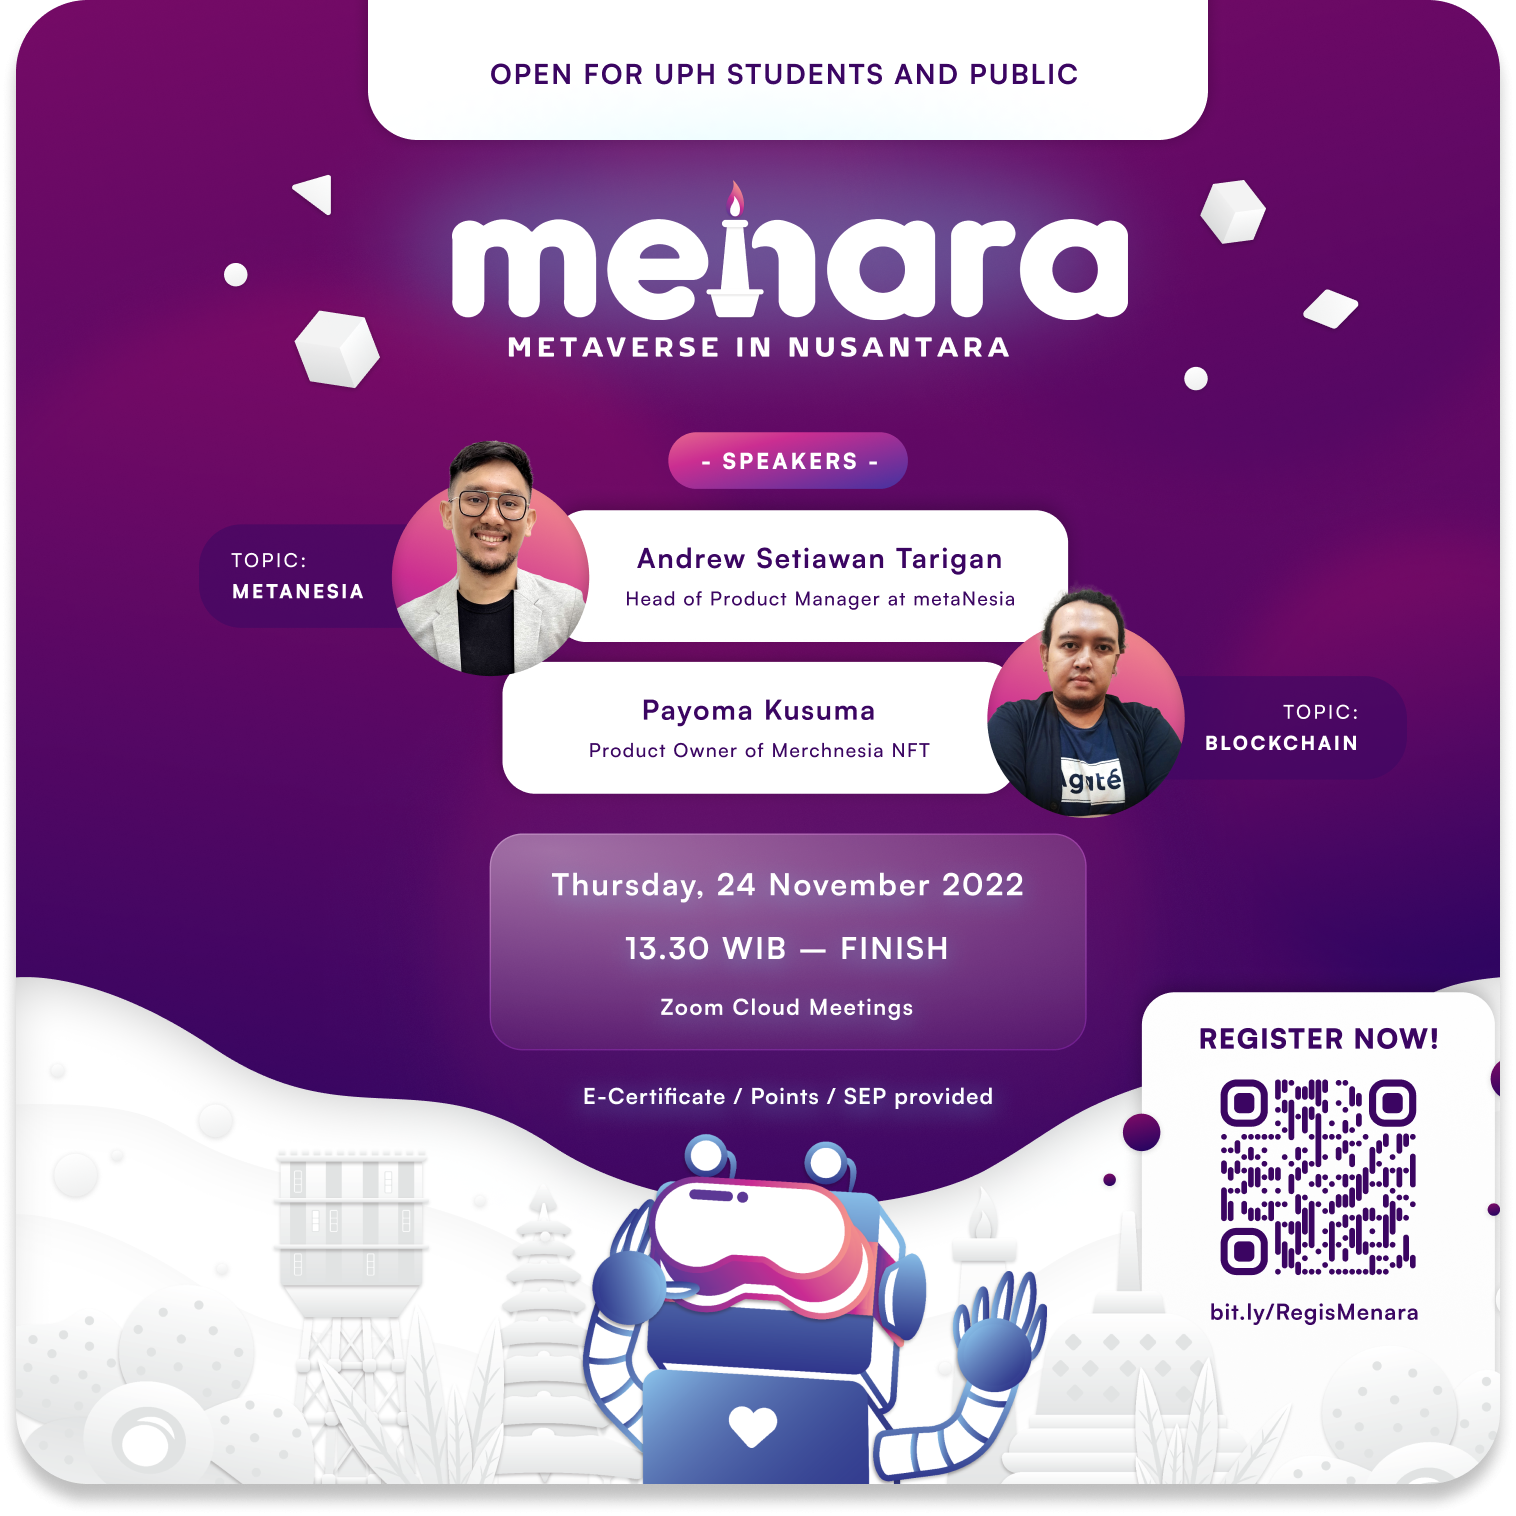 OPEN FOR UPH STUDENTS AND PUBLIC
menara
METAVERSE IN NUSANTARA
- SPEAKERS -
TOPIC:
METANESIA
Andrew Setiawan Tarigan
Head of Product Manager at metaNesia
Payoma Kusuma
Product Owner of Merchnesia NFT
TOPIC:
BLOCKCHAIN
Agaté
Thursday, 24 November 2022
13.30 WIB — FINISH
Zoom Cloud Meetings
E-Certificate / Points / SEP provided
REGISTER NOW!
bit.ly/RegisMenara